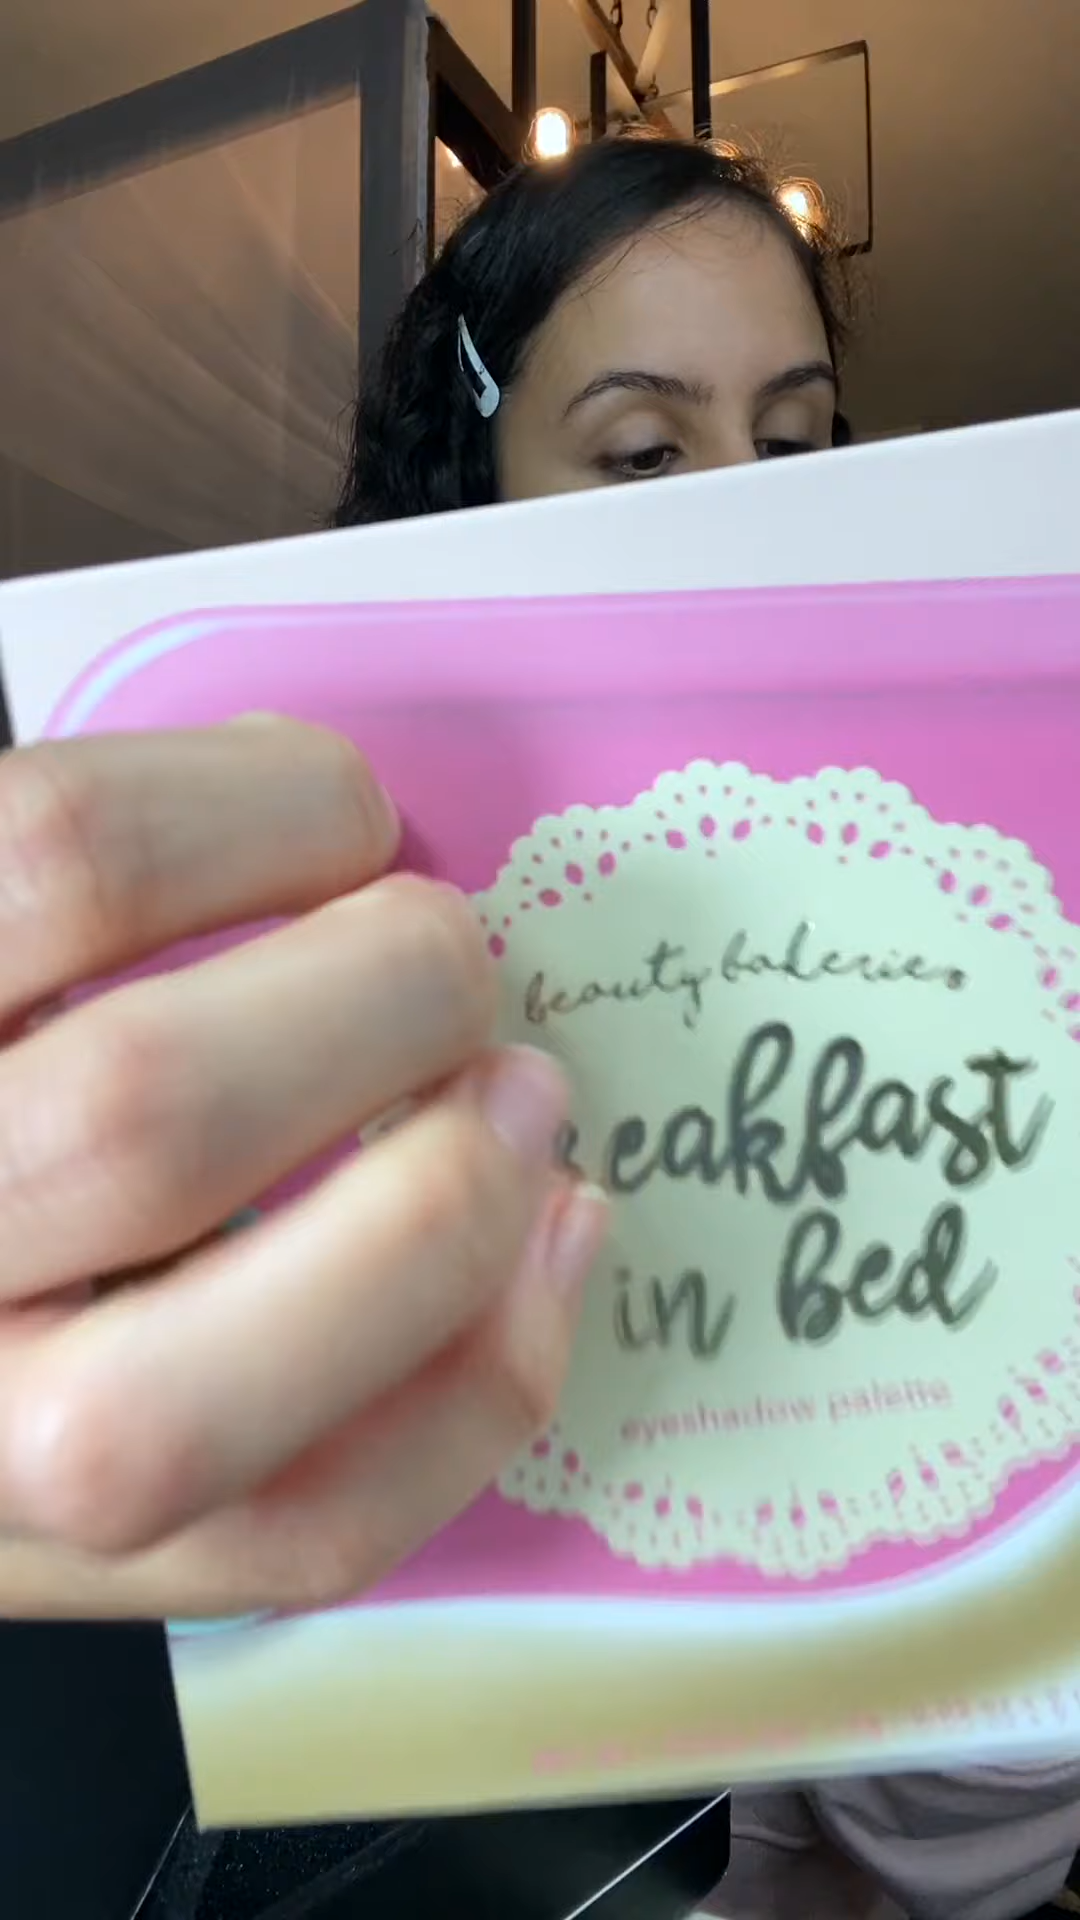 beauty bakerie
eakfast
in bed
eyeshadow palette